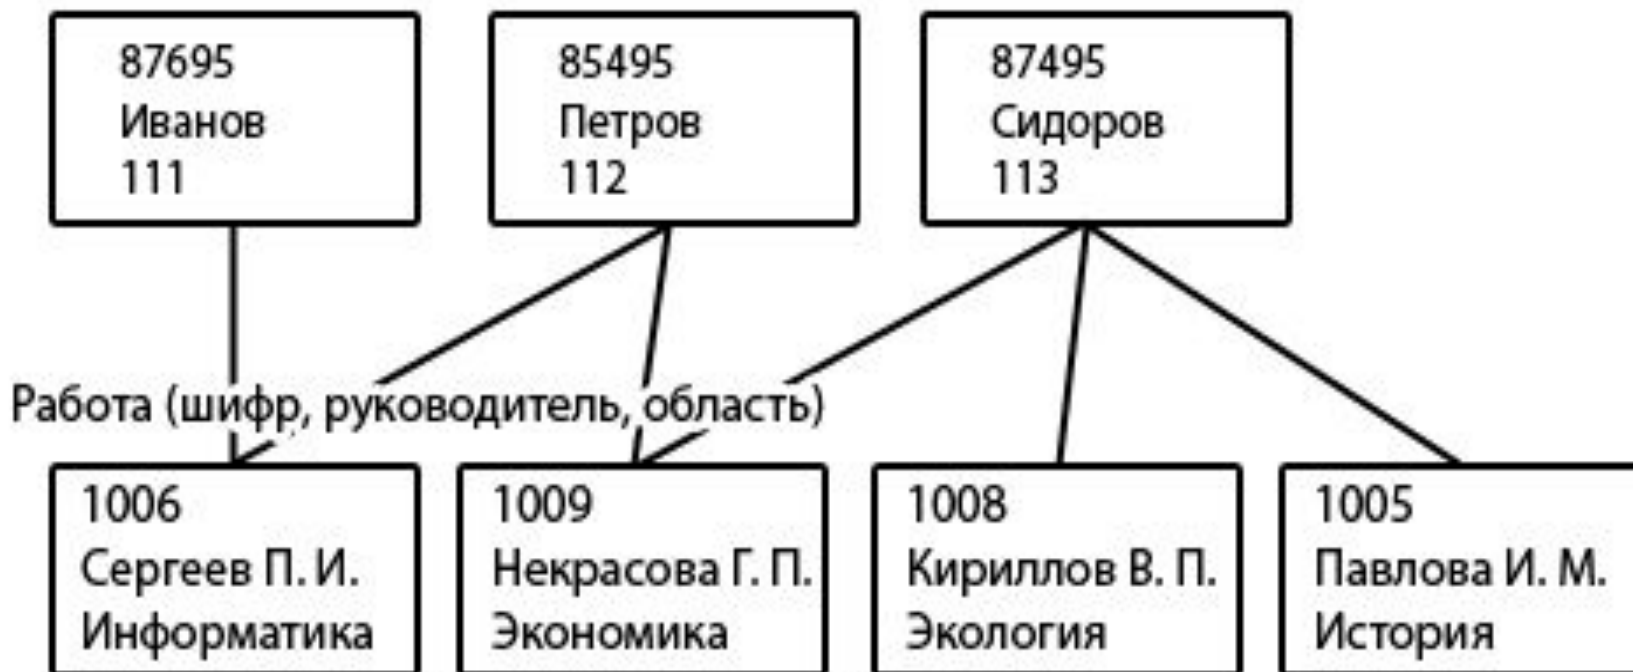 87695
Иванов
111
85495
Петров
112
87495
Сидоров
113
Работа (шифр, руководитель, область)
1006
Сергеев П. И.
Информатика
1009
Некрасова Г. П.
Экономика
1008
Кириллов В. П.
Экология
1005
Павлова И. М.
История